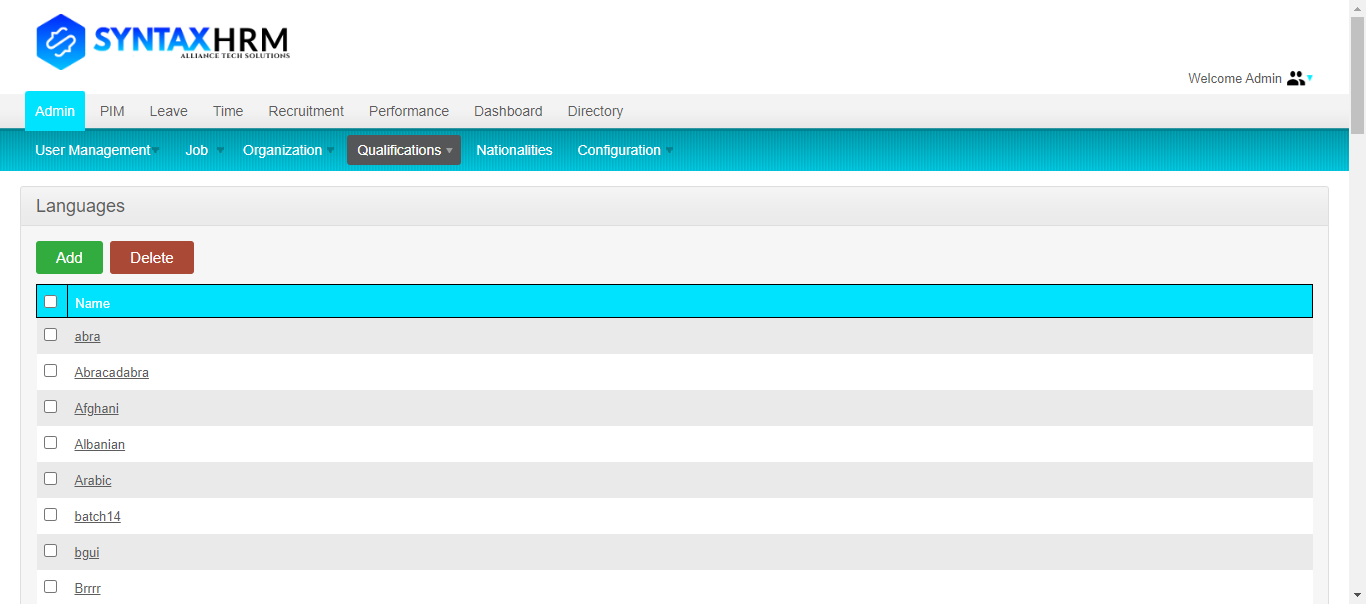 SYNTAXHRM
ALLIANCE TECH SOLUTIONS
Welcome Admin
Admin PIM Leave Time Recruitment Performance Dashboard Directory
User Management Job Organization Qualifications Nationalities Configuration
Languages
Add Delete
Name
abra
Abracadabra
Afghani
Albanian
Arabic
batch14
bgui
Brrrr